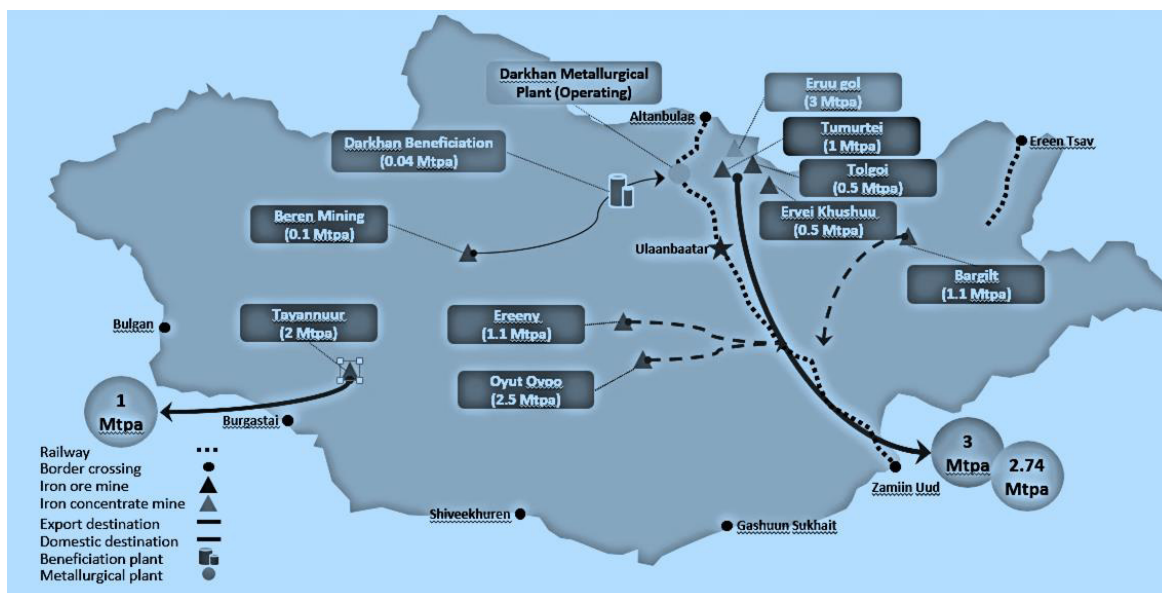 Darkhan Metallurgical
Plant (Operating)
Eruu gol
(3 Mtpa)
Altanbulag
Tumurtei
(1 Mtpa)
Ereen Tsav
Darkhan Beneficiation
(0.04 Mtpa)
Tolgoi
(0.5 Mtpa)
Beren Mining
(0.1 Mtpa)
Ervei Khushuu
(0.5 Mtpa)
Ulaanbaatar
Bargilt
(1.1 Mtpa)
Tayannuur
(2 Mtpa)
Ereeny
(1.1 Mtpa)
Bulgan
Oyut Ovoo
(2.5 Mtpa)
1
Mtpa
Burgastai
3
Mtpa
2.74
Mtpa
Zamiin Uud
Shiveekhuren
Gashuun Sukhait
Railway
Border crossing
Iron ore mine
Iron concentrate mine
Export destination
Domestic destination
Beneficiation plant
Metallurgical plant